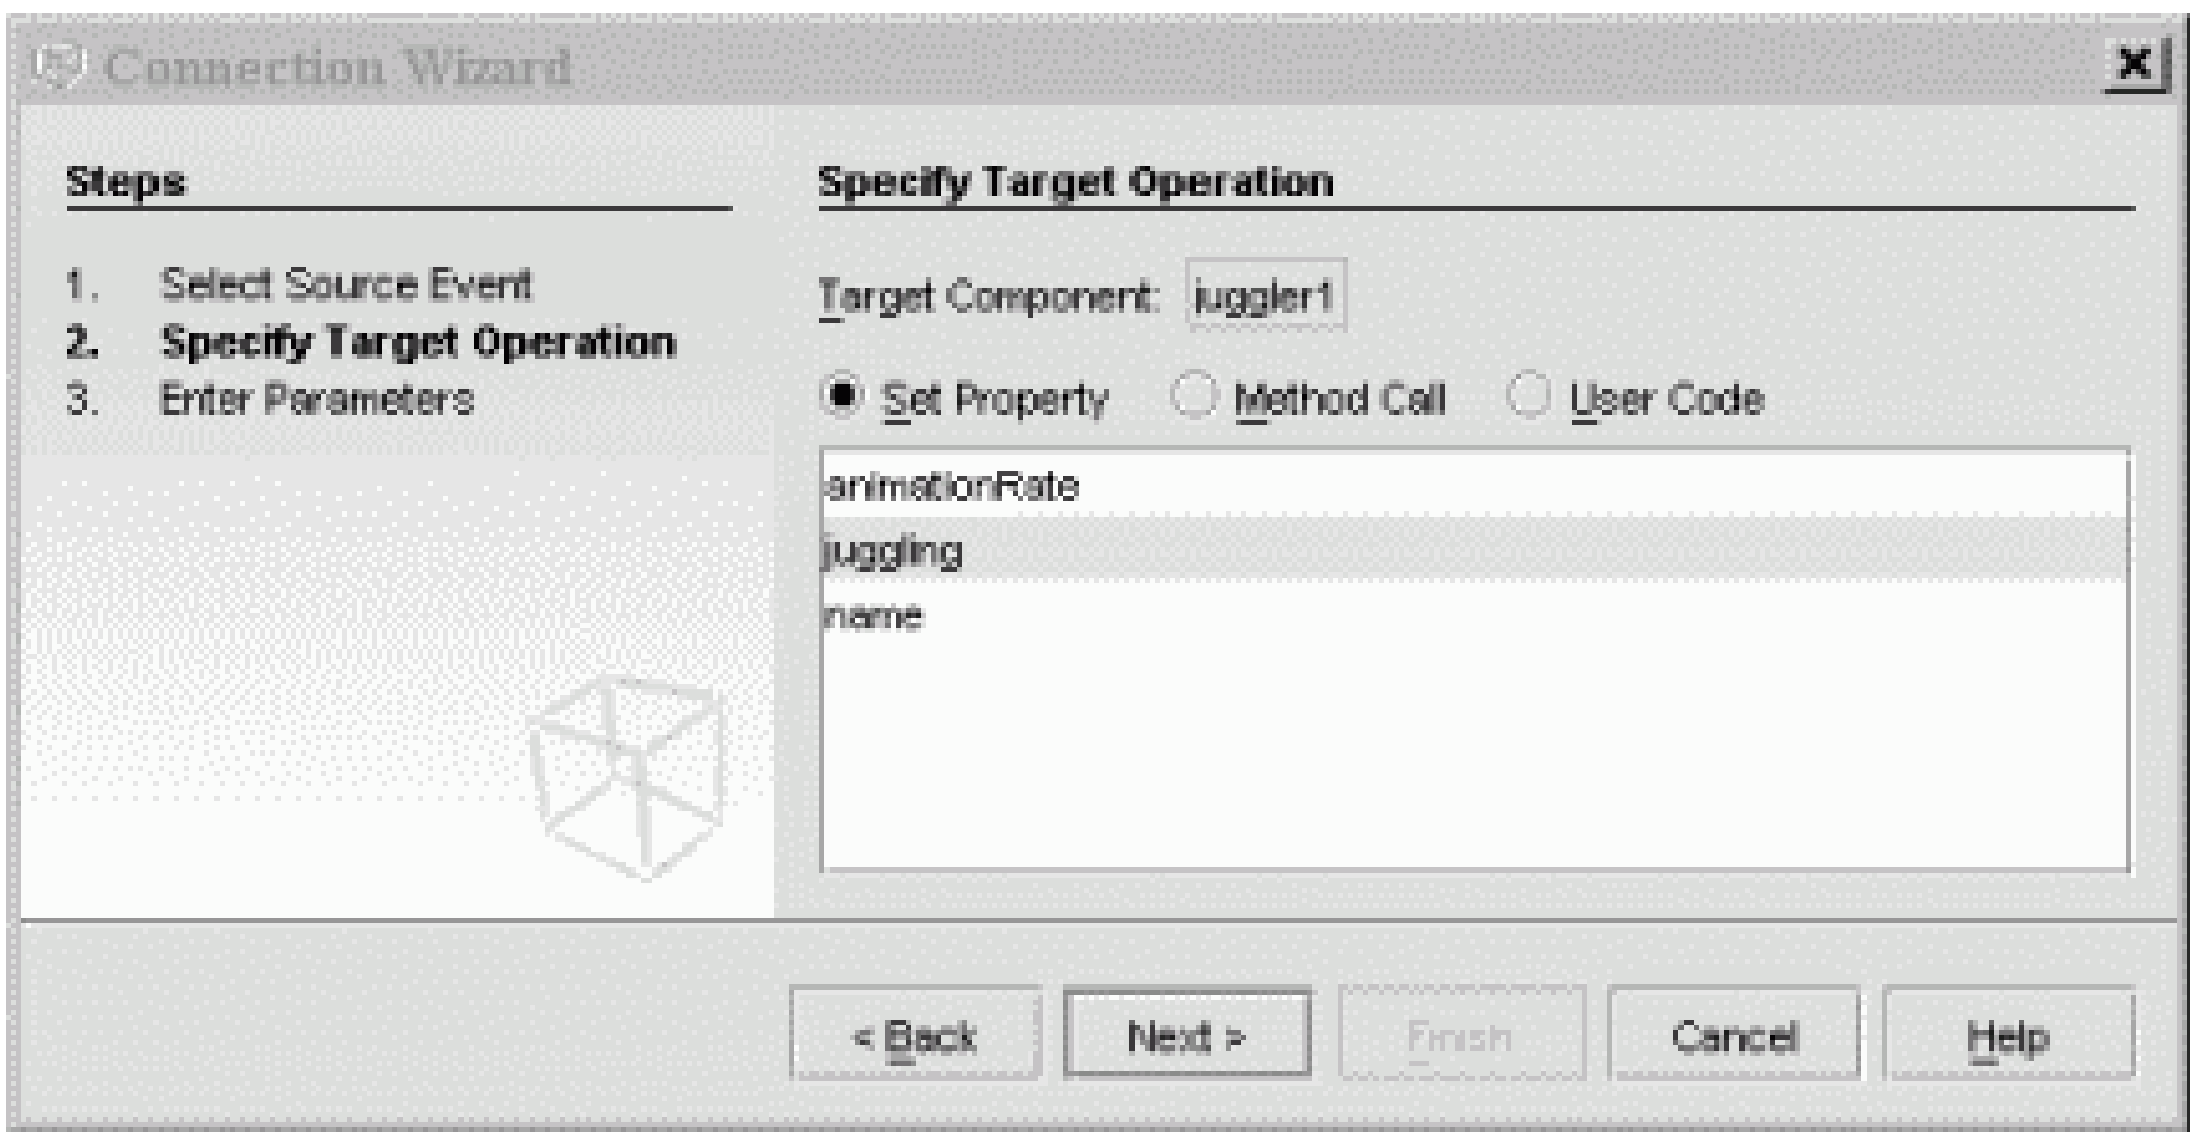 Connection Wizard
Steps
1. Select Source Event
2. Specify Target Operation
3. Enter Parameters
Specify Target Operation
Target Component: juggler1
Set Property Method Call User Code
animationRate
juggling
name
< Back Next > Finish Cancel Help